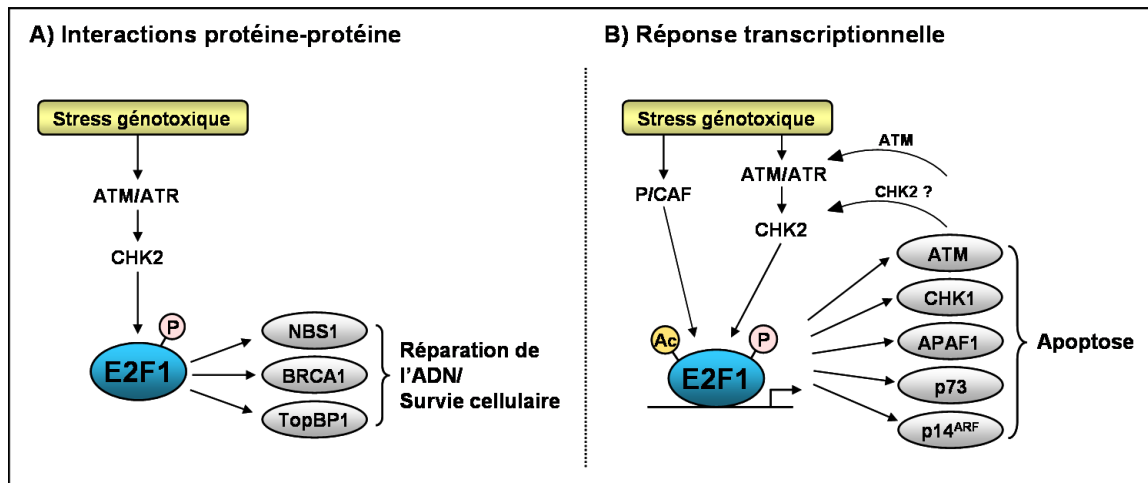 A) Interactions protéine-protéine
Stress génotoxique
ATM/ATR
CHK2
P
E2F1
NBS1
BRCA1
TopBP1
Réparation de
l'ADN/
Survie cellulaire
B) Réponse transcriptionnelle
Stress génotoxique
ATM
ATM/ATR
P/CAF
CHK2 ?
CHK2
Ac
P
E2F1
ATM
CHK1
APAF1
p73
p14ARF
Apoptose